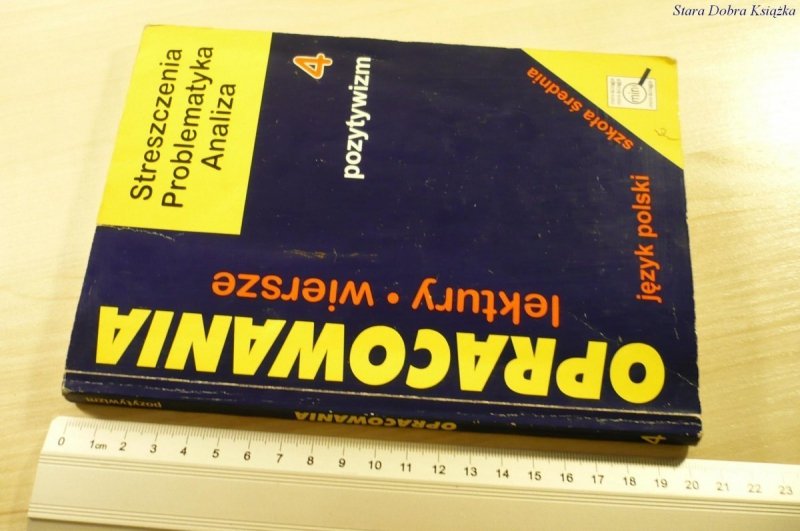 Stara Dobra Książka
Streszczenia
Problematyka
Analiza
4
pozytywizm
szkoła średnia
język polski
lektury • wiersze
OPRACOWANIA
pozytywizm
OPRACOWANIA
4
0 1cm 2 3 4 5 6 7 8 9 10 11 12 13 14 15 16 17 18 19 20 21 22 23